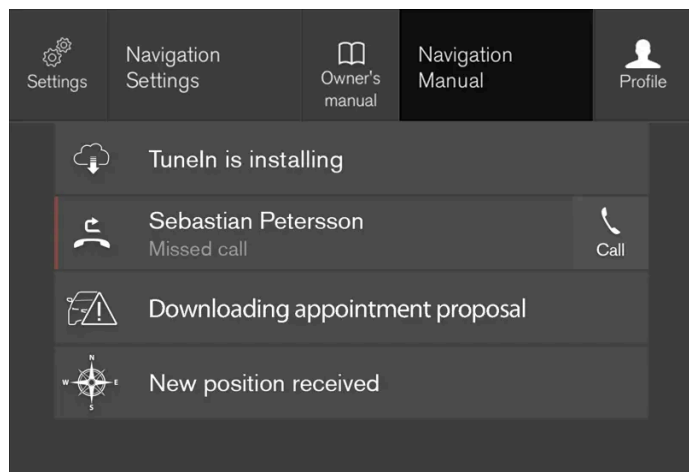 Settings
Navigation
Settings
Owner's
manual
Navigation
Manual
Profile
TuneIn is installing
Sebastian Petersson
Missed call
Call
Downloading appointment proposal
N
W
E
S
New position received